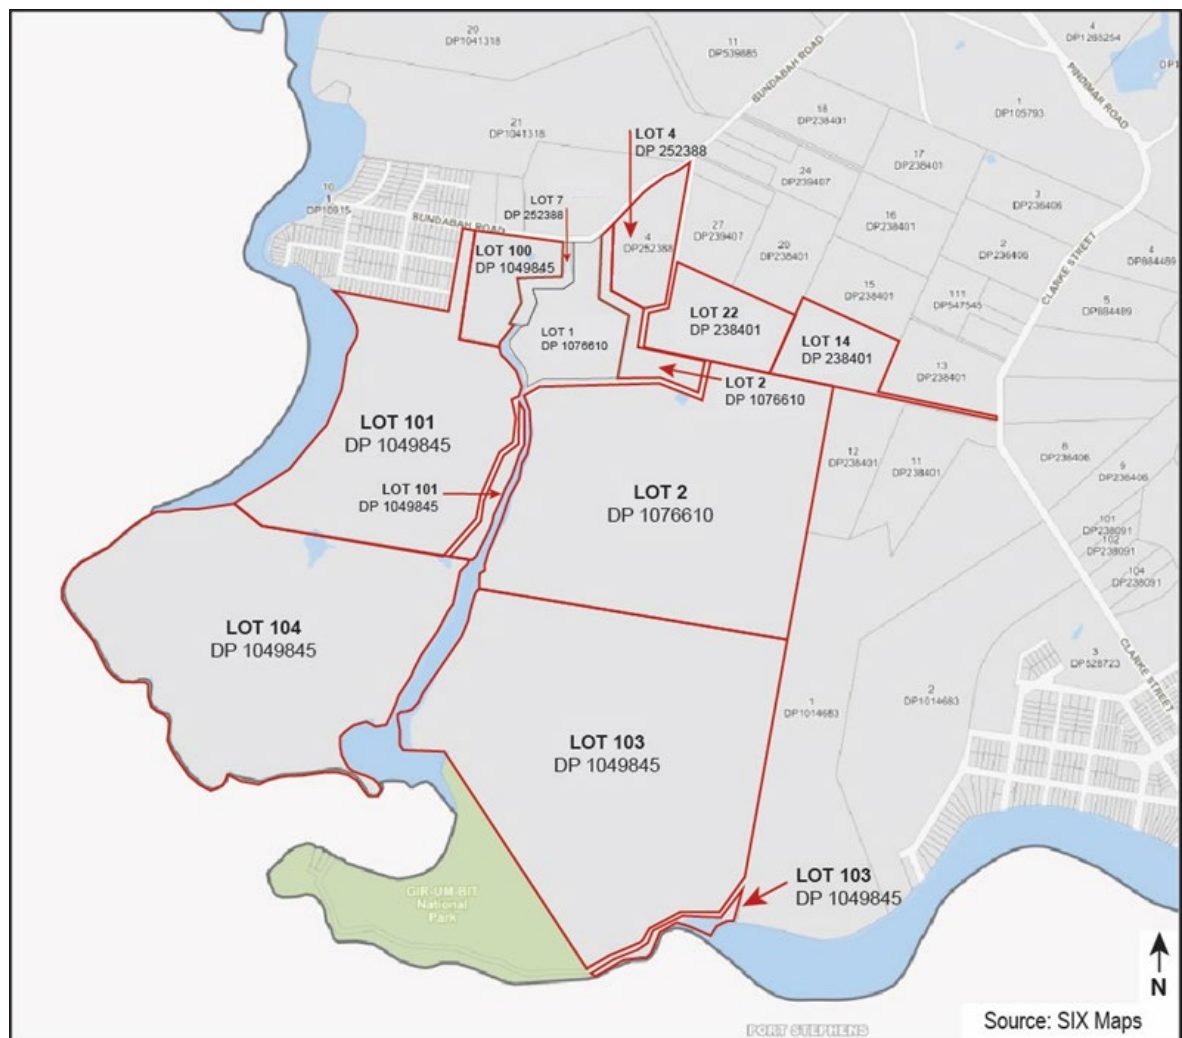 20
DP1041318
11
DP539885
4
DP1265254
BUNDABAH ROAD
PINDIMAR ROAD
1
DP105793
18
DP238401
21
DP1041318
LOT 4
DP 252388
17
DP238401
24
DP239407
10
1
DP10915
LOT 7
DP 252388
3
DP236406
BUNDABAH ROAD
4
DP252388
27
DP239407
16
DP238401
20
DP238401
2
DP236406
CLARKE STREET
4
DP884489
LOT 100
DP 1049845
15
DP238401
111
DP547545
5
DP884489
LOT 22
DP 238401
LOT 1
DP 1076610
LOT 14
DP 238401
13
DP238401
LOT 2
DP 1076610
LOT 101
DP 1049845
12
DP238401
11
DP238401
8
DP236406
9
DP236406
LOT 101
DP 1049845
LOT 2
DP 1076610
101
DP238091
102
DP238091
104
DP238091
LOT 104
DP 1049845
3
DP528723
CLARKE STREET
1
DP1014683
2
DP1014683
LOT 103
DP 1049845
GIR-UM-BIT
National
Park
LOT 103
DP 1049845
N
Source: SIX Maps
PORT STEPHENS